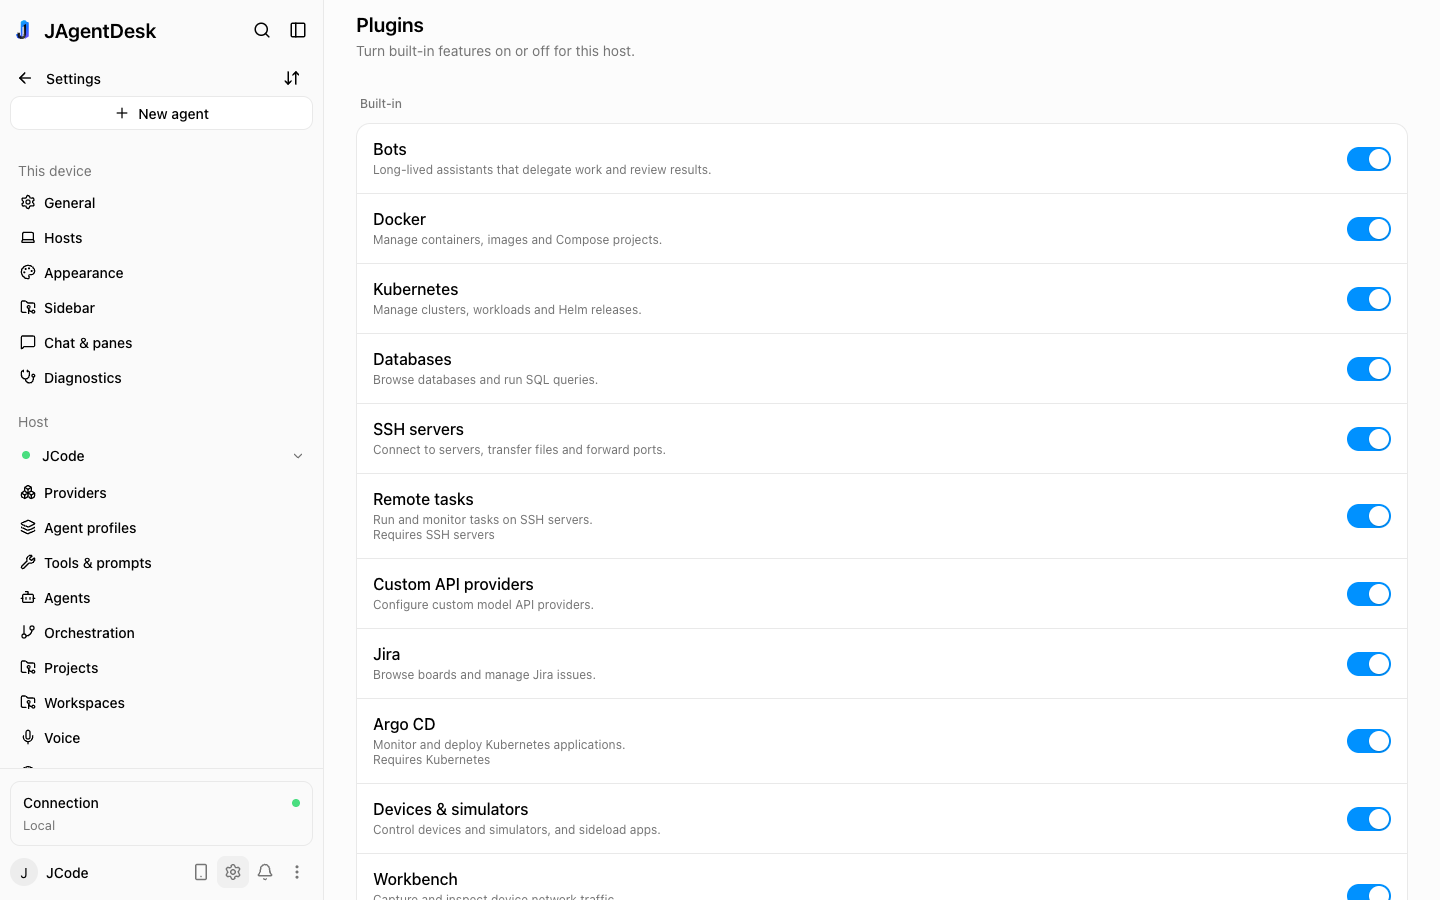 JAgentDesk
Settings
New agent
This device
General
Hosts
Appearance
Sidebar
Chat & panes
Diagnostics
Host
JCode
Providers
Agent profiles
Tools & prompts
Agents
Orchestration
Projects
Workspaces
Voice
Connection
Local
J
JCode
Plugins
Turn built-in features on or off for this host.
Built-in
Bots
Long-lived assistants that delegate work and review results.
Docker
Manage containers, images and Compose projects.
Kubernetes
Manage clusters, workloads and Helm releases.
Databases
Browse databases and run SQL queries.
SSH servers
Connect to servers, transfer files and forward ports.
Remote tasks
Run and monitor tasks on SSH servers.
Requires SSH servers
Custom API providers
Configure custom model API providers.
Jira
Browse boards and manage Jira issues.
Argo CD
Monitor and deploy Kubernetes applications.
Requires Kubernetes
Devices & simulators
Control devices and simulators, and sideload apps.
Workbench
Capture and inspect device network traffic.